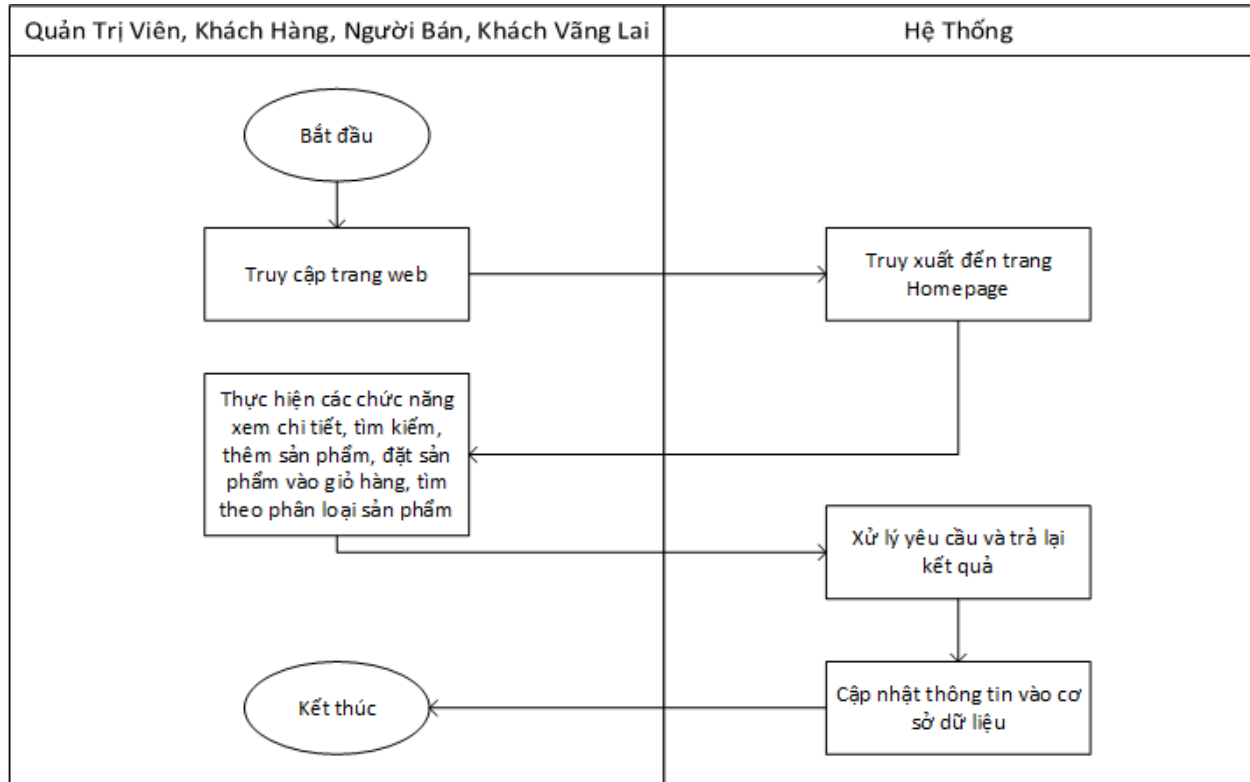 Quản Trị Viên, Khách Hàng, Người Bán, Khách Vãng Lai
Hệ Thống
Bắt đầu
Truy cập trang web
Truy xuất đến trang
Homepage
Thực hiện các chức năng
xem chi tiết, tìm kiếm,
thêm sản phẩm, đặt sản
phẩm vào giỏ hàng, tìm
theo phân loại sản phẩm
Xử lý yêu cầu và trả lại
kết quả
Cập nhật thông tin vào cơ
sở dữ liệu
Kết thúc